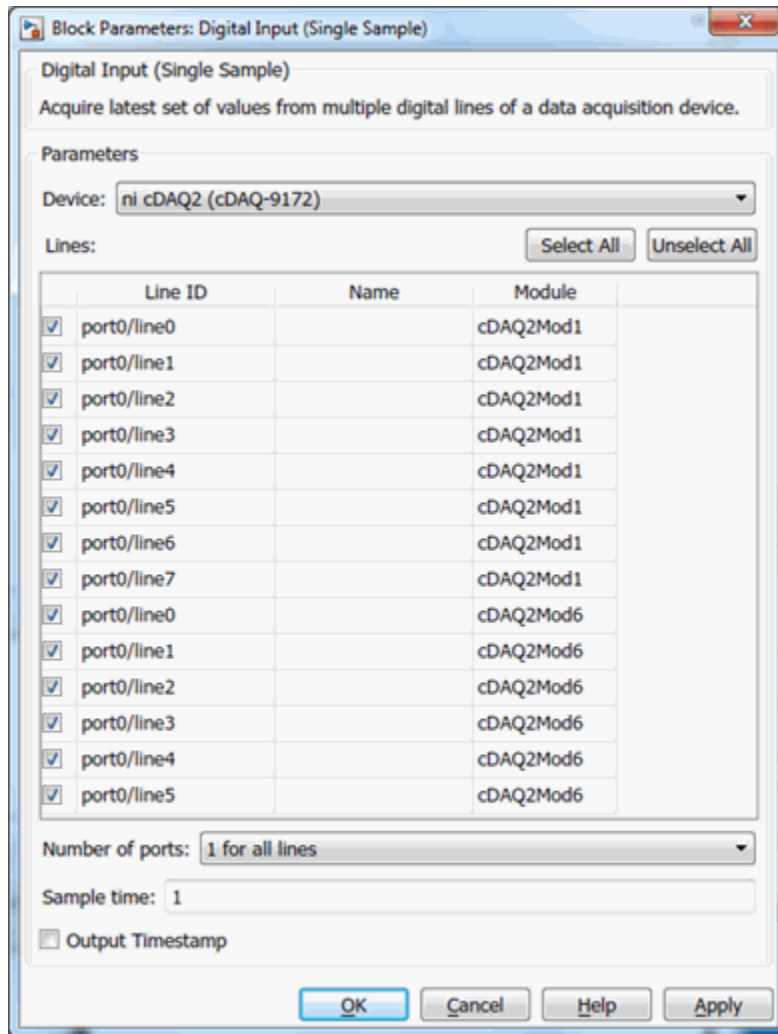 Block Parameters: Digital Input (Single Sample)
Digital Input (Single Sample)
Acquire latest set of values from multiple digital lines of a data acquisition device.
Parameters
Device: ni cDAQ2 (cDAQ-9172)
Lines: Select All Unselect All
Line ID Name Module
port0/line0 cDAQ2Mod1
port0/line1 cDAQ2Mod1
port0/line2 cDAQ2Mod1
port0/line3 cDAQ2Mod1
port0/line4 cDAQ2Mod1
port0/line5 cDAQ2Mod1
port0/line6 cDAQ2Mod1
port0/line7 cDAQ2Mod1
port0/line0 cDAQ2Mod6
port0/line1 cDAQ2Mod6
port0/line2 cDAQ2Mod6
port0/line3 cDAQ2Mod6
port0/line4 cDAQ2Mod6
port0/line5 cDAQ2Mod6
Number of ports: 1 for all lines
Sample time: 1
Output Timestamp
OK Cancel Help Apply